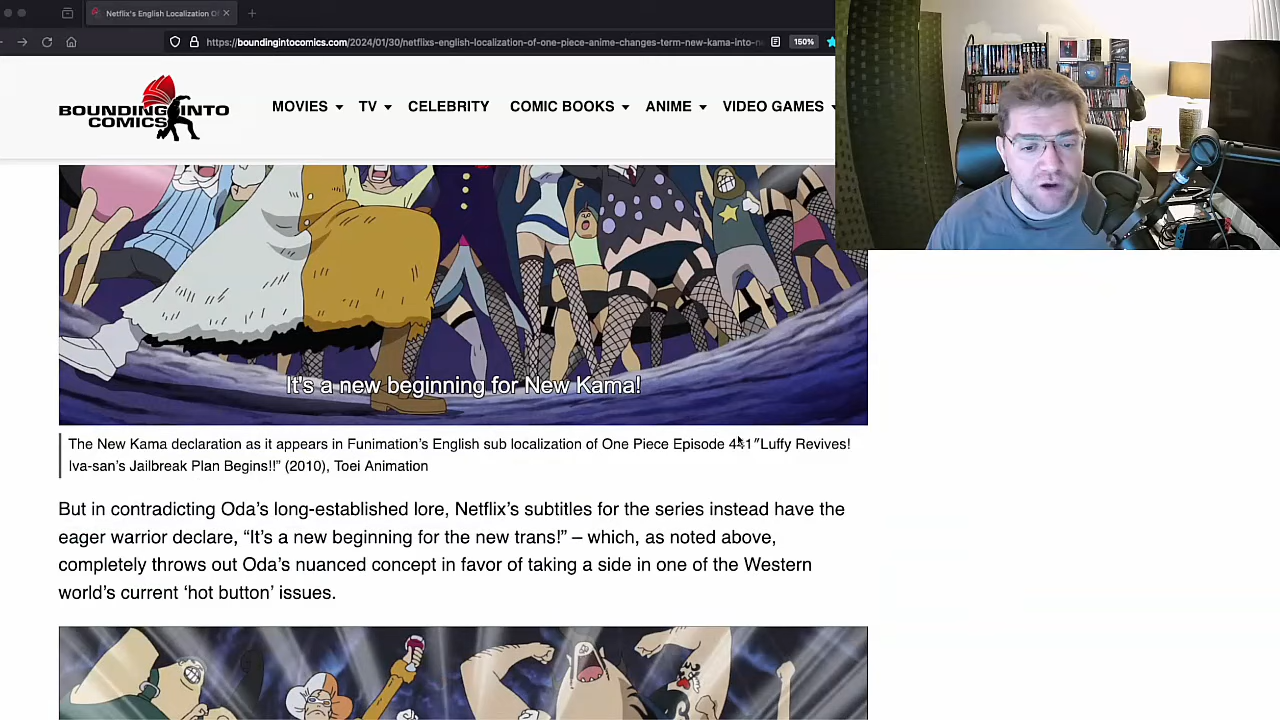 Netflix's English Localization Of
https://boundingintocomics.com/2024/01/30/netflixs-english-localization-of-one-piece-anime-changes-term-new-kama-into-n
150%
BOUNDING INTO
COMICS
MOVIES TV CELEBRITY COMIC BOOKS ANIME VIDEO GAMES
It's a new beginning for New Kama!
The New Kama declaration as it appears in Funimation's English sub localization of One Piece Episode 451"Luffy Revives!
Iva-san's Jailbreak Plan Begins!!" (2010), Toei Animation
But in contradicting Oda's long-established lore, Netflix's subtitles for the series instead have the
eager warrior declare, “It's a new beginning for the new trans!” – which, as noted above,
completely throws out Oda's nuanced concept in favor of taking a side in one of the Western
world's current ‘hot button’ issues.